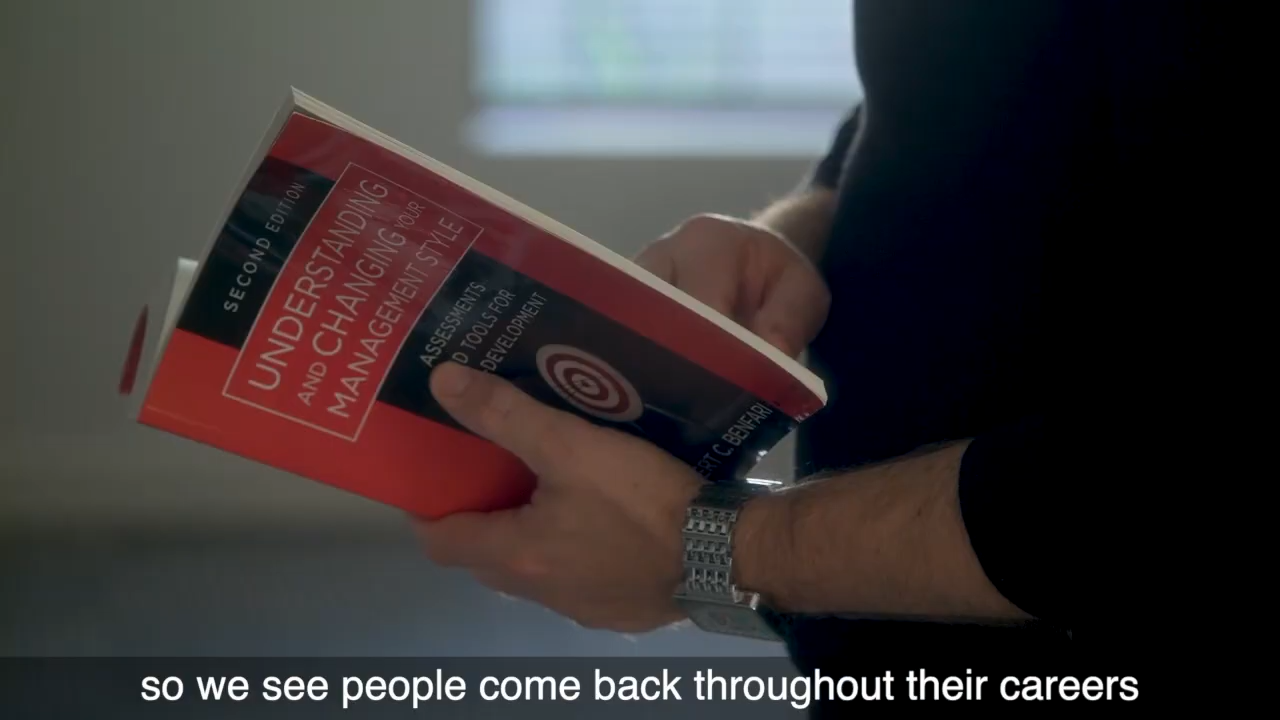 SECOND EDITION
UNDERSTANDING
AND CHANGING YOUR
MANAGEMENT STYLE
ASSESSMENTS
TOOLS FOR
-DEVELOPMENT
C. BENFARI
so we see people come back throughout their careers